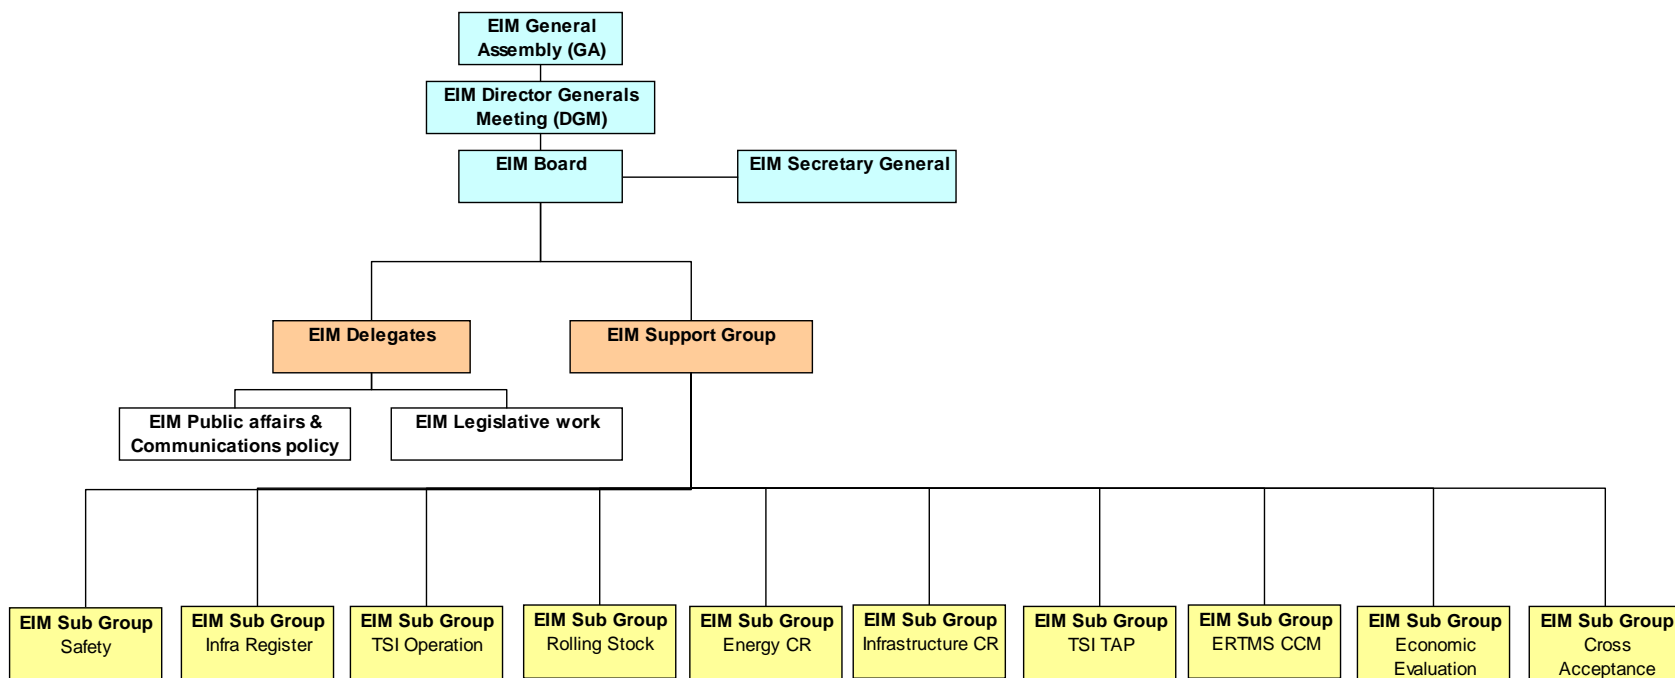 EIM General
Assembly (GA)
EIM Director Generals
Meeting (DGM)
EIM Board
EIM Secretary General
EIM Delegates
EIM Support Group
EIM Public affairs &
Communications policy
EIM Legislative work
EIM Sub Group
Safety
EIM Sub Group
Infra Register
EIM Sub Group
TSI Operation
EIM Sub Group
Rolling Stock
EIM Sub Group
Energy CR
EIM Sub Group
Infrastructure CR
EIM Sub Group
TSI TAP
EIM Sub Group
ERTMS CCM
EIM Sub Group
Economic
Evaluation
EIM Sub Group
Cross
Acceptance